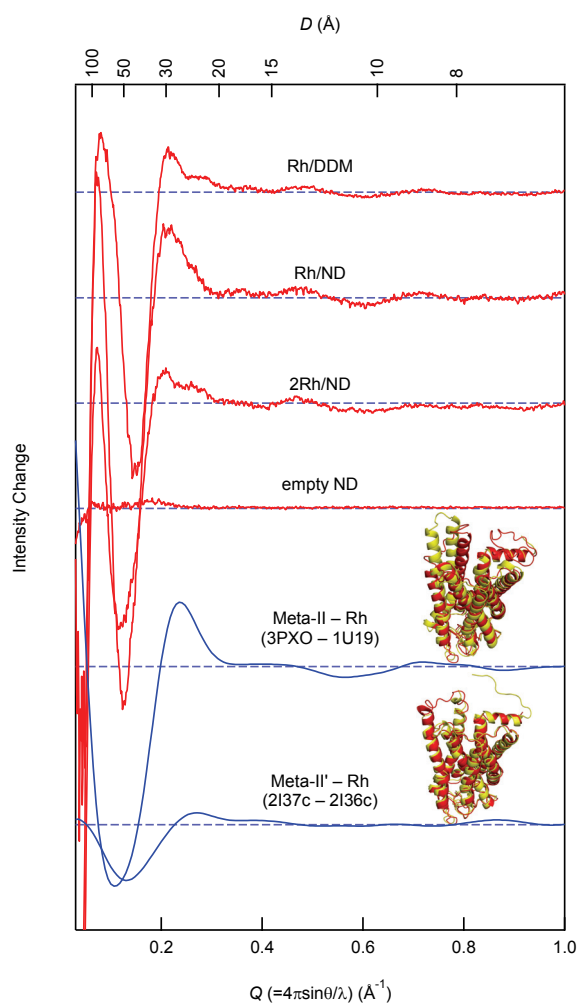 D (Å)
100 50 30 20 15 10 8
Rh/DDM
Rh/ND
2Rh/ND
empty ND
Intensity Change
Meta-II – Rh
(3PXO – 1U19)
Meta-II' – Rh
(2I37c – 2I36c)
0.2 0.4 0.6 0.8 1.0
Q (=4πsinθ/λ) (Å⁻¹)